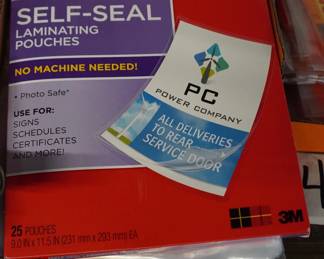 SELF-SEAL
LAMINATING
POUCHES
NO MACHINE NEEDED!
• Photo Safe*
USE FOR:
SIGNS
SCHEDULES
CERTIFICATES
AND MORE!
PC
POWER COMPANY
ALL DELIVERIES
TO REAR
SERVICE DOOR
25 POUCHES
9.0 IN x 11.5 IN (231 mm x 293 mm) EA
3M
4